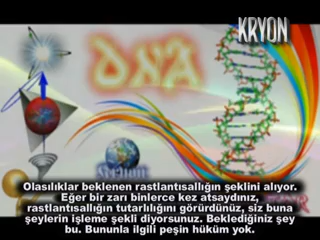 KRYON
DNA
Kryon
Olasılıklar beklenen rastlantısallığın şeklini alıyor.
Eğer bir zarı binlerce kez atsaydınız,
rastlantısallığın tutarlılığını görürdünüz, siz buna
şeylerin işleme şekli diyorsunuz. Beklediğiniz şey
bu. Bununla ilgili peşin hüküm yok.